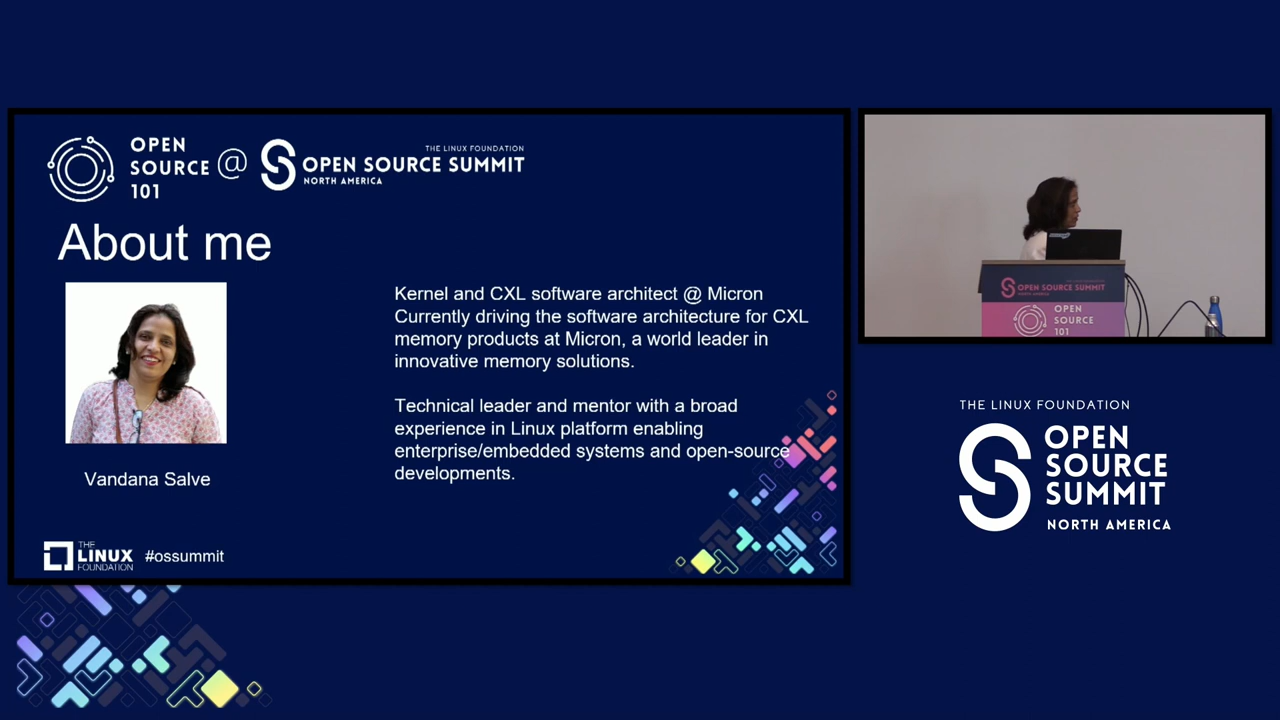 OPEN
SOURCE
101
@
THE LINUX FOUNDATION
OPEN SOURCE SUMMIT
NORTH AMERICA
About me
Kernel and CXL software architect @ Micron
Currently driving the software architecture for CXL
memory products at Micron, a world leader in
innovative memory solutions.
Technical leader and mentor with a broad
experience in Linux platform enabling
enterprise/embedded systems and open-source
developments.
Vandana Salve
THE
LINUX
FOUNDATION
#ossummit
OPEN SOURCE SUMMIT
NORTH AMERICA
OPEN
SOURCE
101
THE LINUX FOUNDATION
OPEN
SOURCE
SUMMIT
NORTH AMERICA